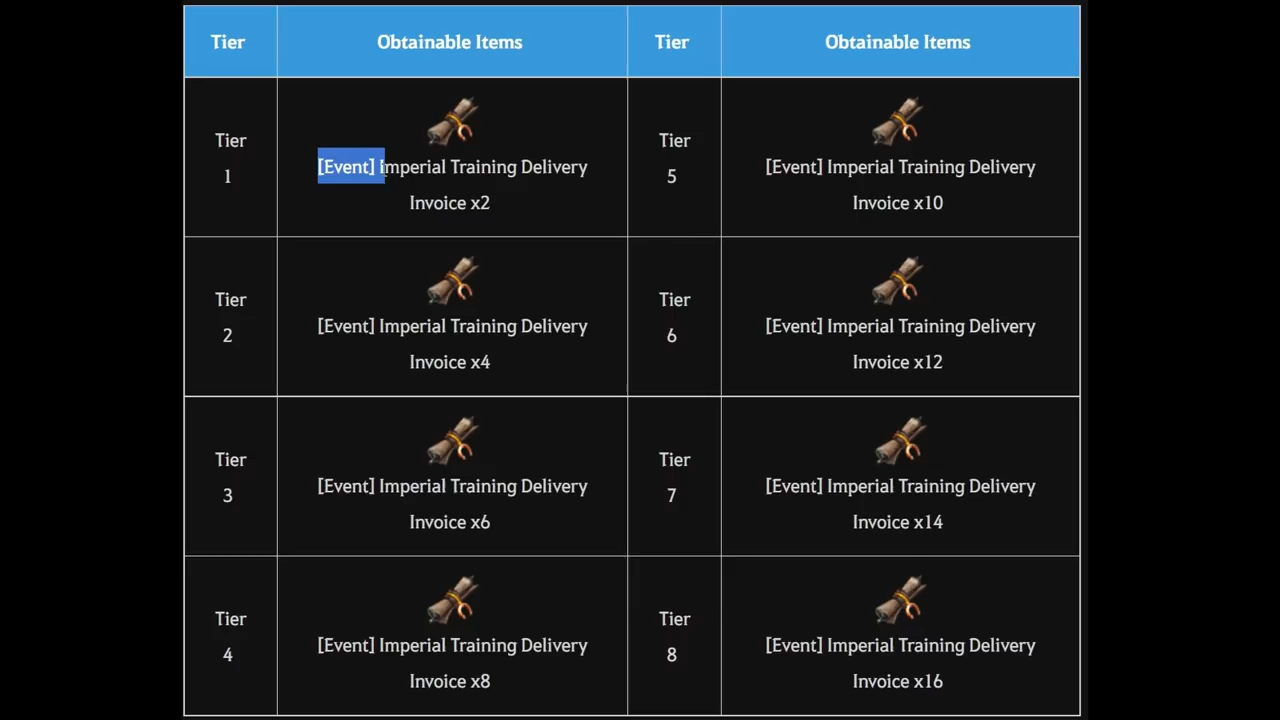 Tier Obtainable Items Tier Obtainable Items
Tier
1
[Event] Imperial Training Delivery
Invoice x2
Tier
5
[Event] Imperial Training Delivery
Invoice x10
Tier
2
[Event] Imperial Training Delivery
Invoice x4
Tier
6
[Event] Imperial Training Delivery
Invoice x12
Tier
3
[Event] Imperial Training Delivery
Invoice x6
Tier
7
[Event] Imperial Training Delivery
Invoice x14
Tier
4
[Event] Imperial Training Delivery
Invoice x8
Tier
8
[Event] Imperial Training Delivery
Invoice x16